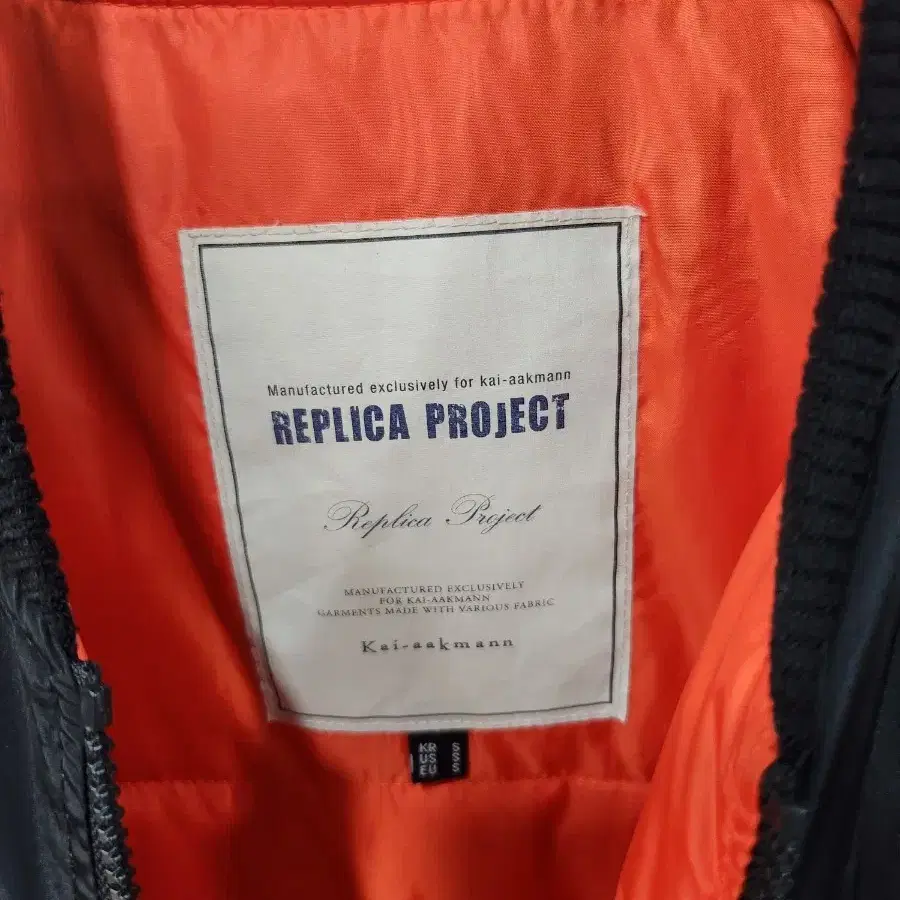 Manufactured exclusively for kai-aakmann
REPLICA PROJECT
Replica Project
MANUFACTURED EXCLUSIVELY
FOR KAI-AAKMANN
GARMENTS MADE WITH VARIOUS FABRIC
Kai-aakmann
KR S
US S
EU S